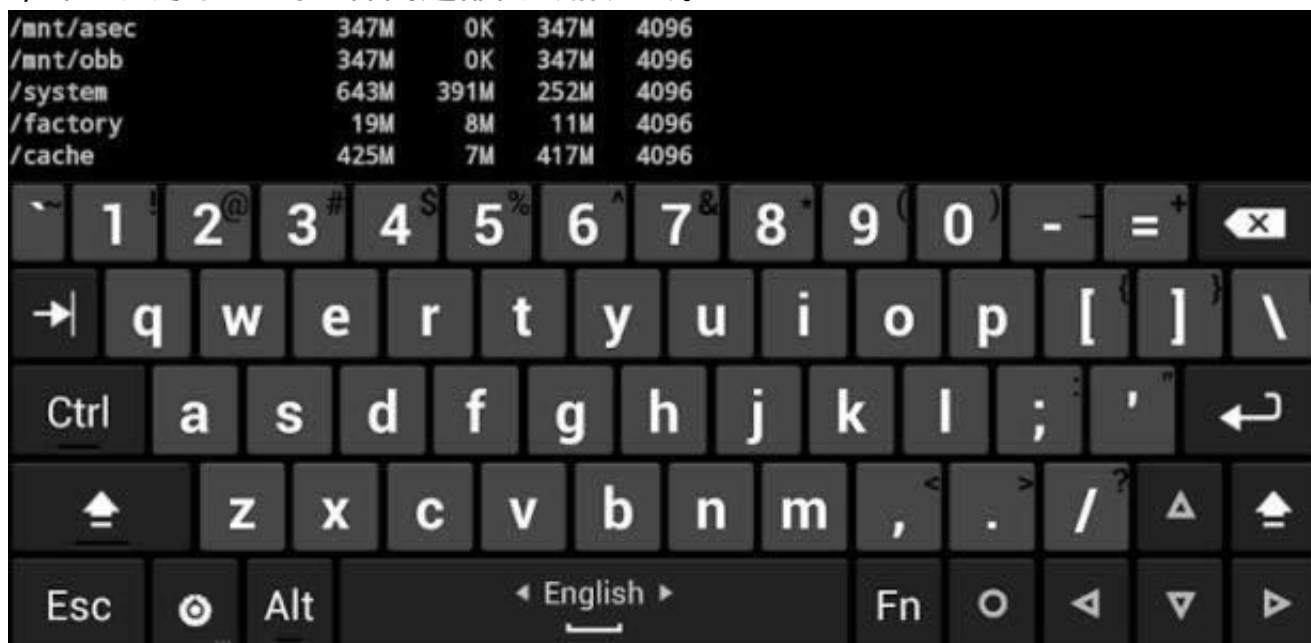 /mnt/asec 347M 0K 347M 4096
/mnt/obb 347M 0K 347M 4096
/system 643M 391M 252M 4096
/factory 19M 8M 11M 4096
/cache 425M 7M 417M 4096
` ~ 1 ! 2 @ 3 # 4 $ 5 % 6 ^ 7 & 8 * 9 ( 0 ) - _ = +
q w e r t y u i o p [ { ] } \
Ctrl a s d f g h j k l ; : ' "
z x c v b n m , < . > / ?
Esc Alt English Fn